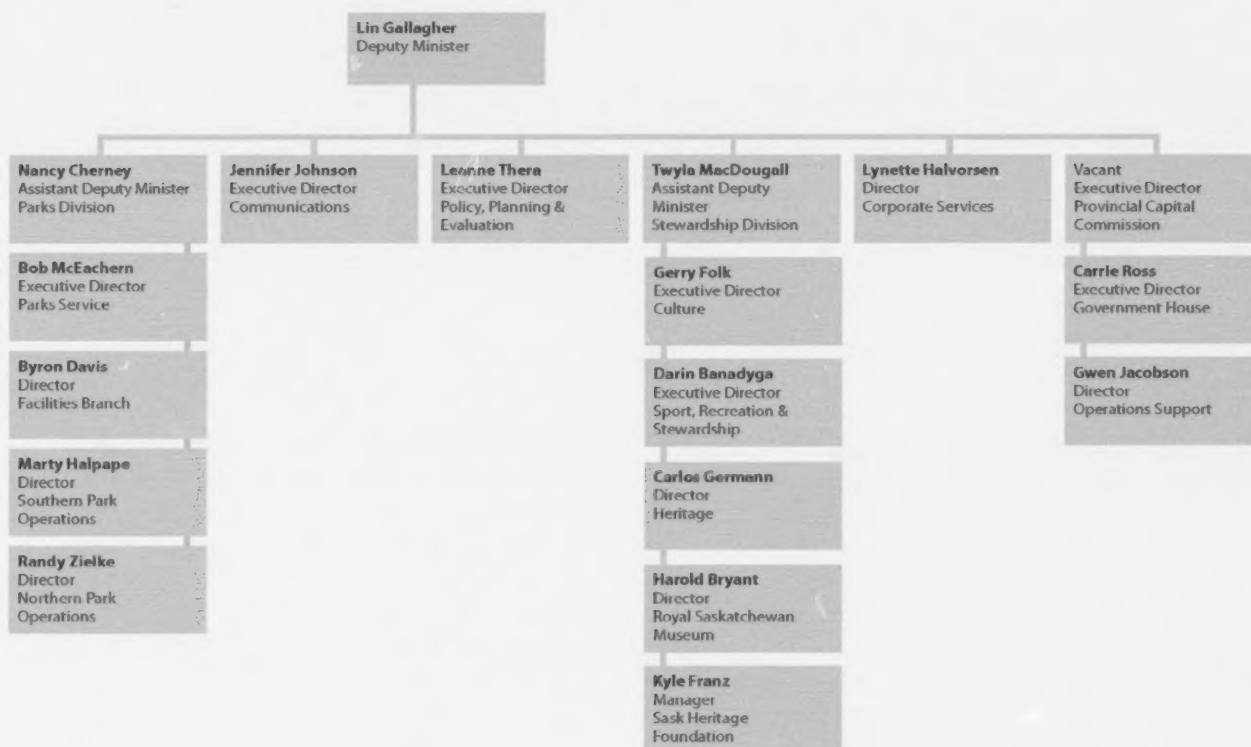 Lin Gallagher
Deputy Minister
Nancy Cherney
Assistant Deputy Minister
Parks Division
Jennifer Johnson
Executive Director
Communications
Leanne Thera
Executive Director
Policy, Planning &
Evaluation
Twyla MacDougall
Assistant Deputy
Minister
Stewardship Division
Lynette Halvorsen
Director
Corporate Services
Vacant
Executive Director
Provincial Capital
Commission
Bob McEachern
Executive Director
Parks Service
Byron Davis
Director
Facilities Branch
Marty Halpape
Director
Southern Park
Operations
Randy Zielke
Director
Northern Park
Operations
Gerry Folk
Executive Director
Culture
Darin Banadyga
Executive Director
Sport, Recreation &
Stewardship
Carlos Germann
Director
Heritage
Harold Bryant
Director
Royal Saskatchewan
Museum
Kyle Franz
Manager
Sask Heritage
Foundation
Carrie Ross
Executive Director
Government House
Gwen Jacobson
Director
Operations Support